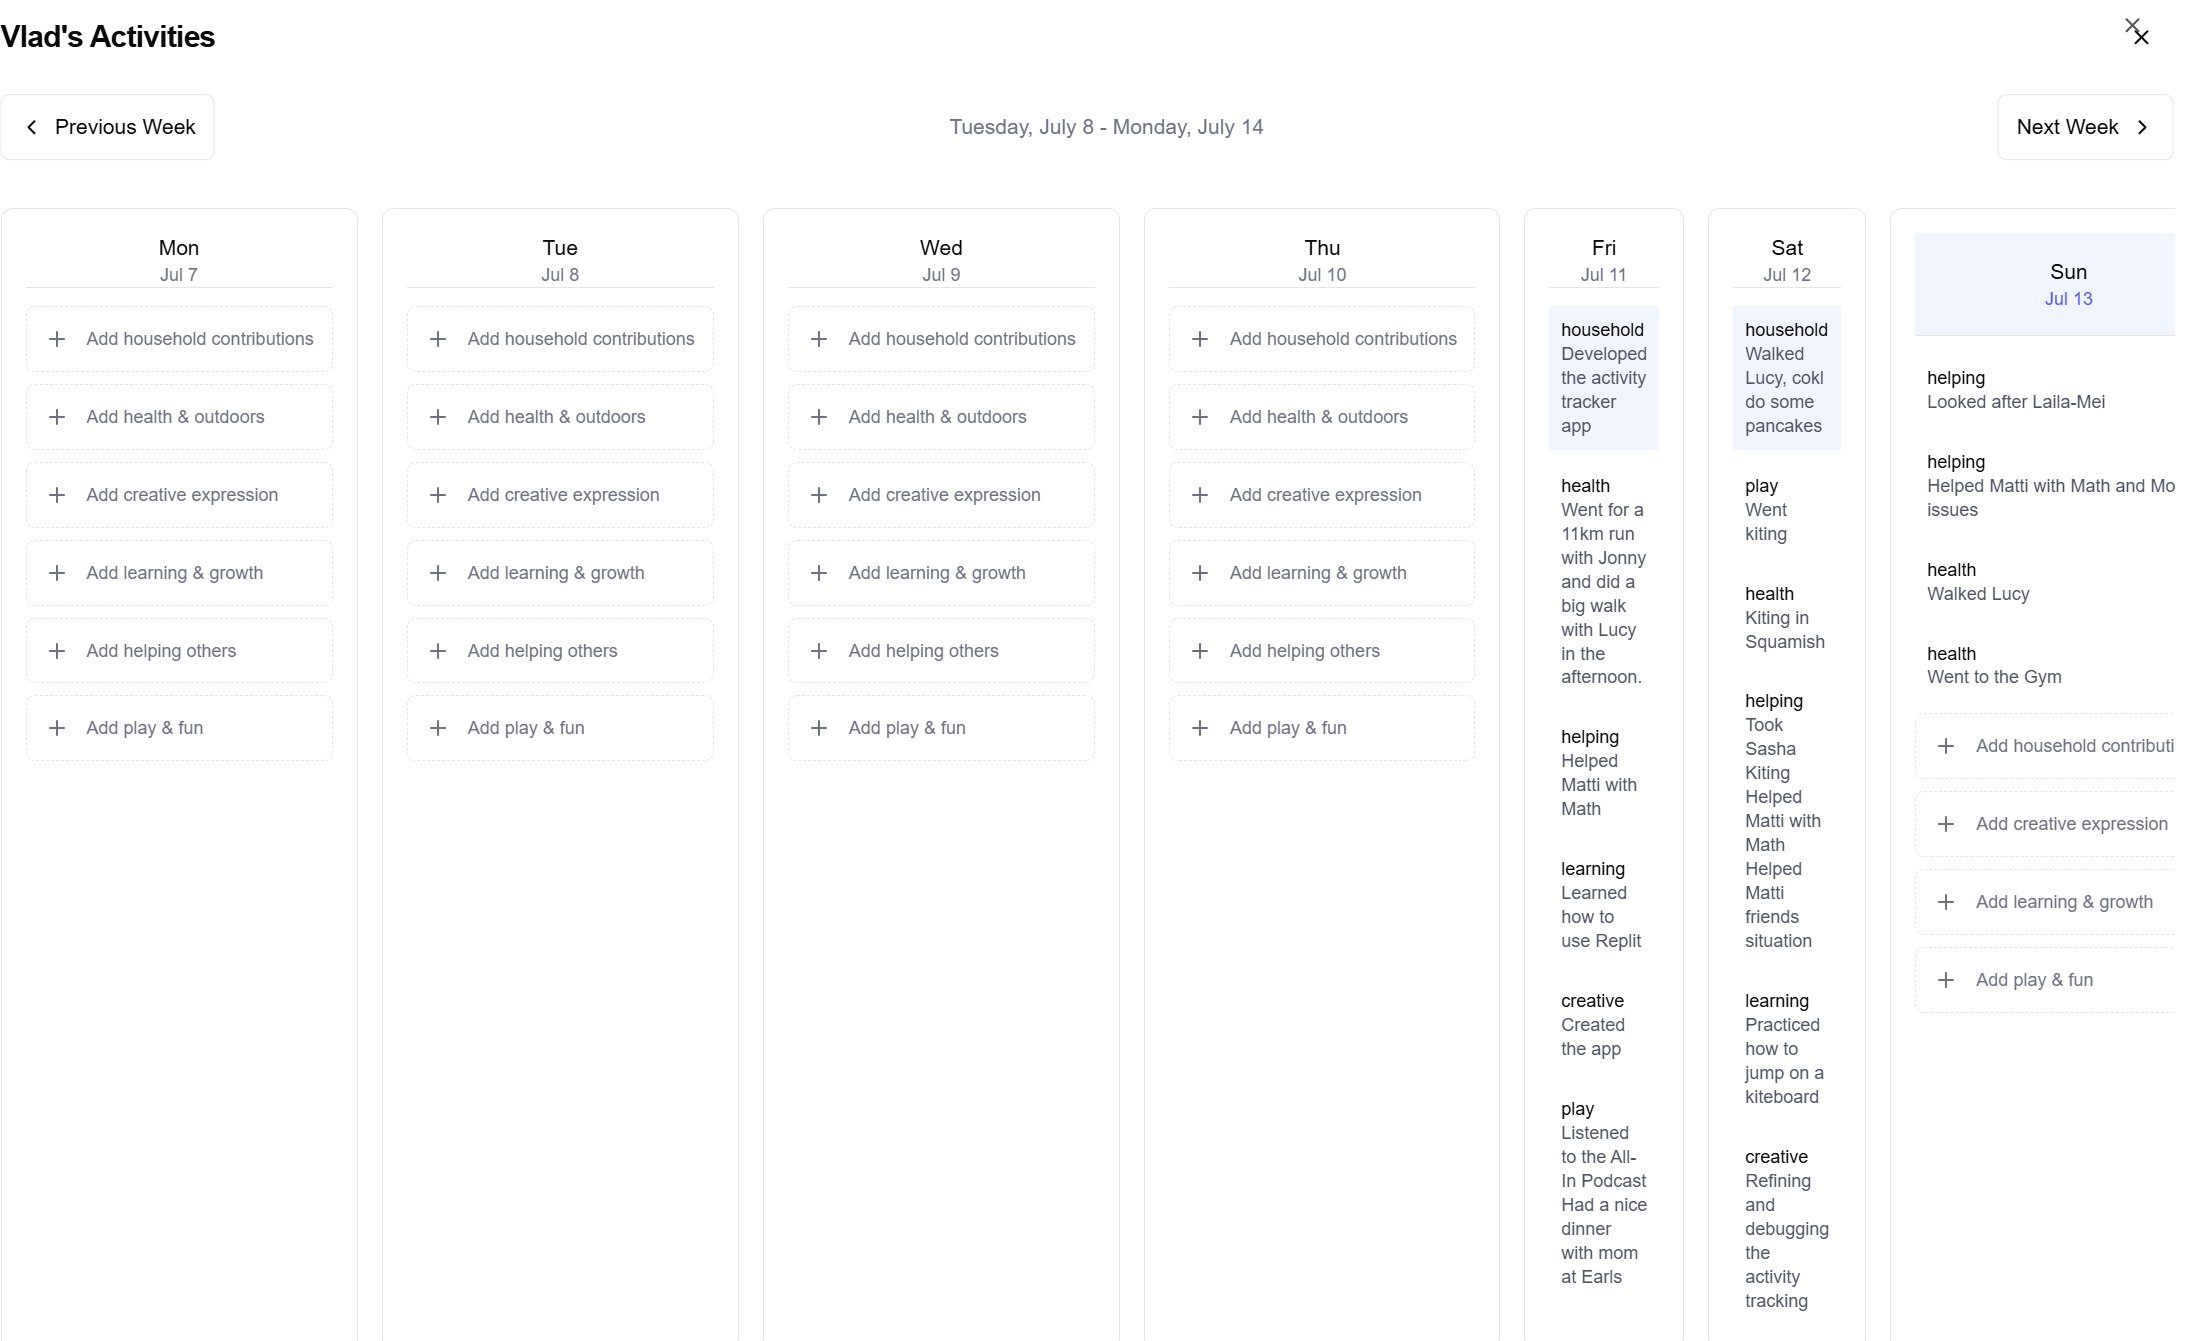 Vlad's Activities
Previous Week
Tuesday, July 8 - Monday, July 14
Next Week
Mon
Jul 7
Add household contributions
Add health & outdoors
Add creative expression
Add learning & growth
Add helping others
Add play & fun
Tue
Jul 8
Add household contributions
Add health & outdoors
Add creative expression
Add learning & growth
Add helping others
Add play & fun
Wed
Jul 9
Add household contributions
Add health & outdoors
Add creative expression
Add learning & growth
Add helping others
Add play & fun
Thu
Jul 10
Add household contributions
Add health & outdoors
Add creative expression
Add learning & growth
Add helping others
Add play & fun
Fri
Jul 11
household
Developed
the activity
tracker
app
health
Went for a
11km run
with Jonny
and did a
big walk
with Lucy
in the
afternoon.
helping
Helped
Matti with
Math
learning
Learned
how to
use Replit
creative
Created
the app
play
Listened
to the All-
In Podcast
Had a nice
dinner
with mom
at Earls
Sat
Jul 12
household
Walked
Lucy, cokl
do some
pancakes
play
Went
kiting
health
Kiting in
Squamish
helping
Took
Sasha
Kiting
Helped
Matti with
Math
Helped
Matti
friends
situation
learning
Practiced
how to
jump on a
kiteboard
creative
Refining
and
debugging
the
activity
tracking
Sun
Jul 13
helping
Looked after Laila-Mei
helping
Helped Matti with Math and Mo
issues
health
Walked Lucy
health
Went to the Gym
Add household contributi
Add creative expression
Add learning & growth
Add play & fun